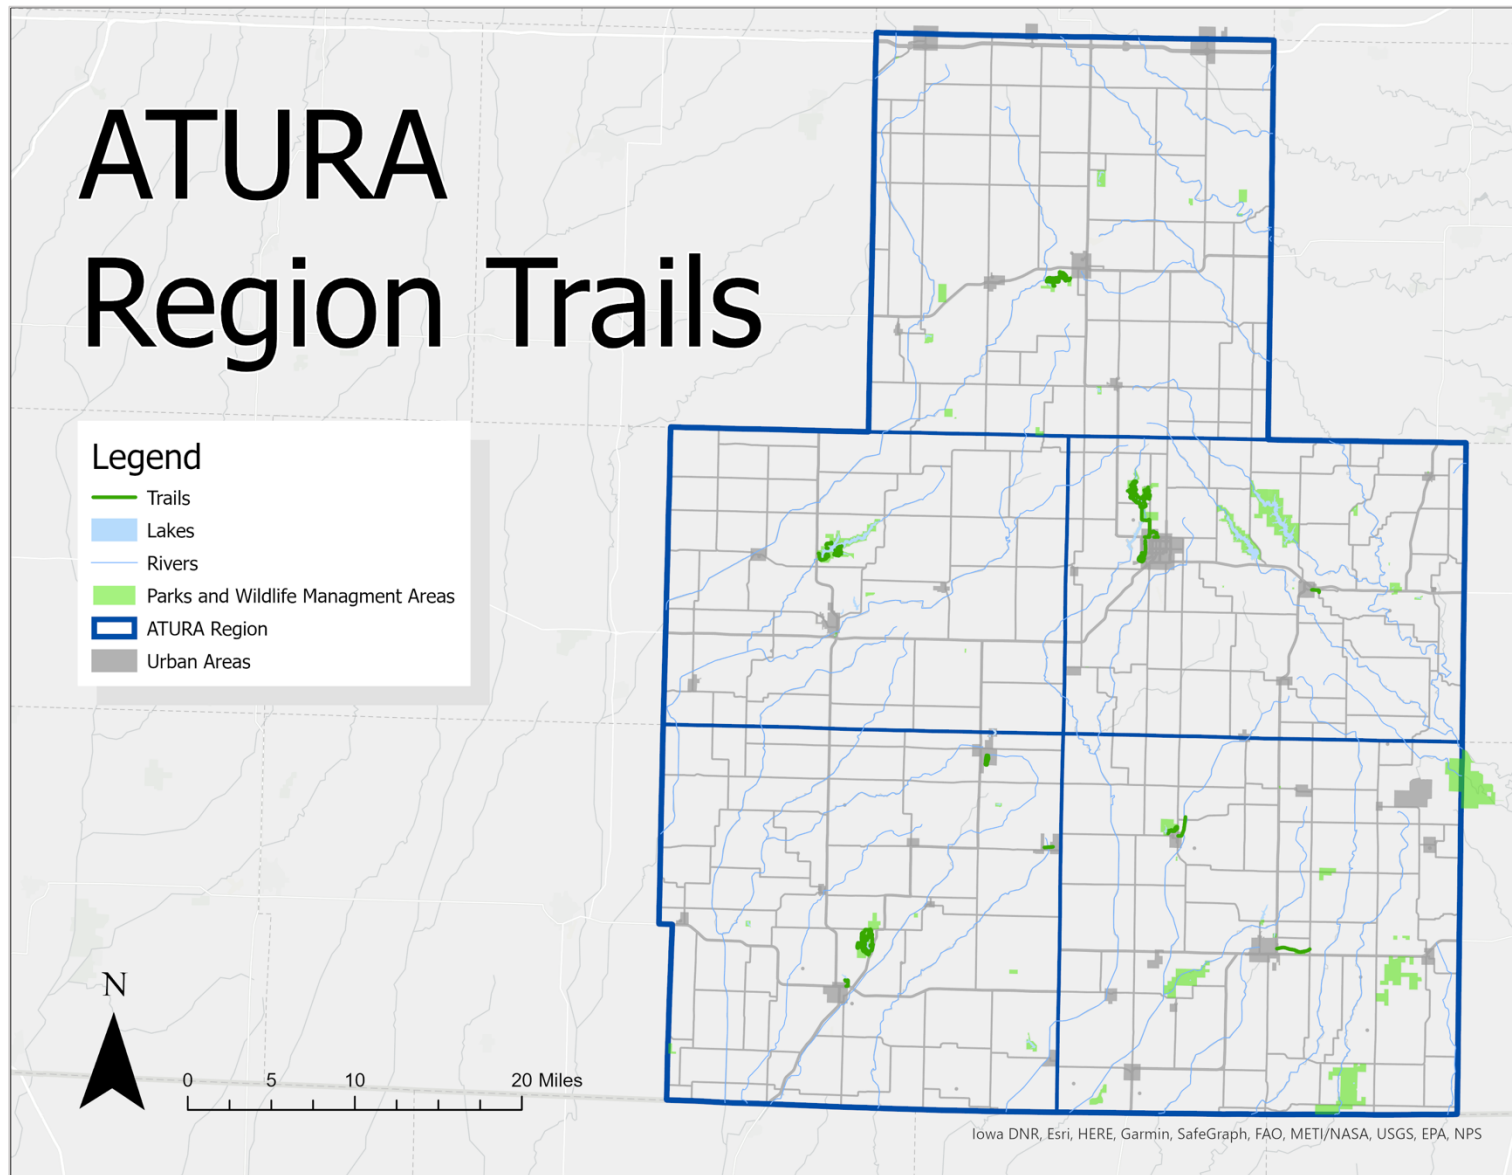 ATURA
Region Trails
Legend
Trails
Lakes
Rivers
Parks and Wildlife Managment Areas
ATURA Region
Urban Areas
N
0 5 10 20 Miles
Iowa DNR, Esri, HERE, Garmin, SafeGraph, FAO, METI/NASA, USGS, EPA, NPS